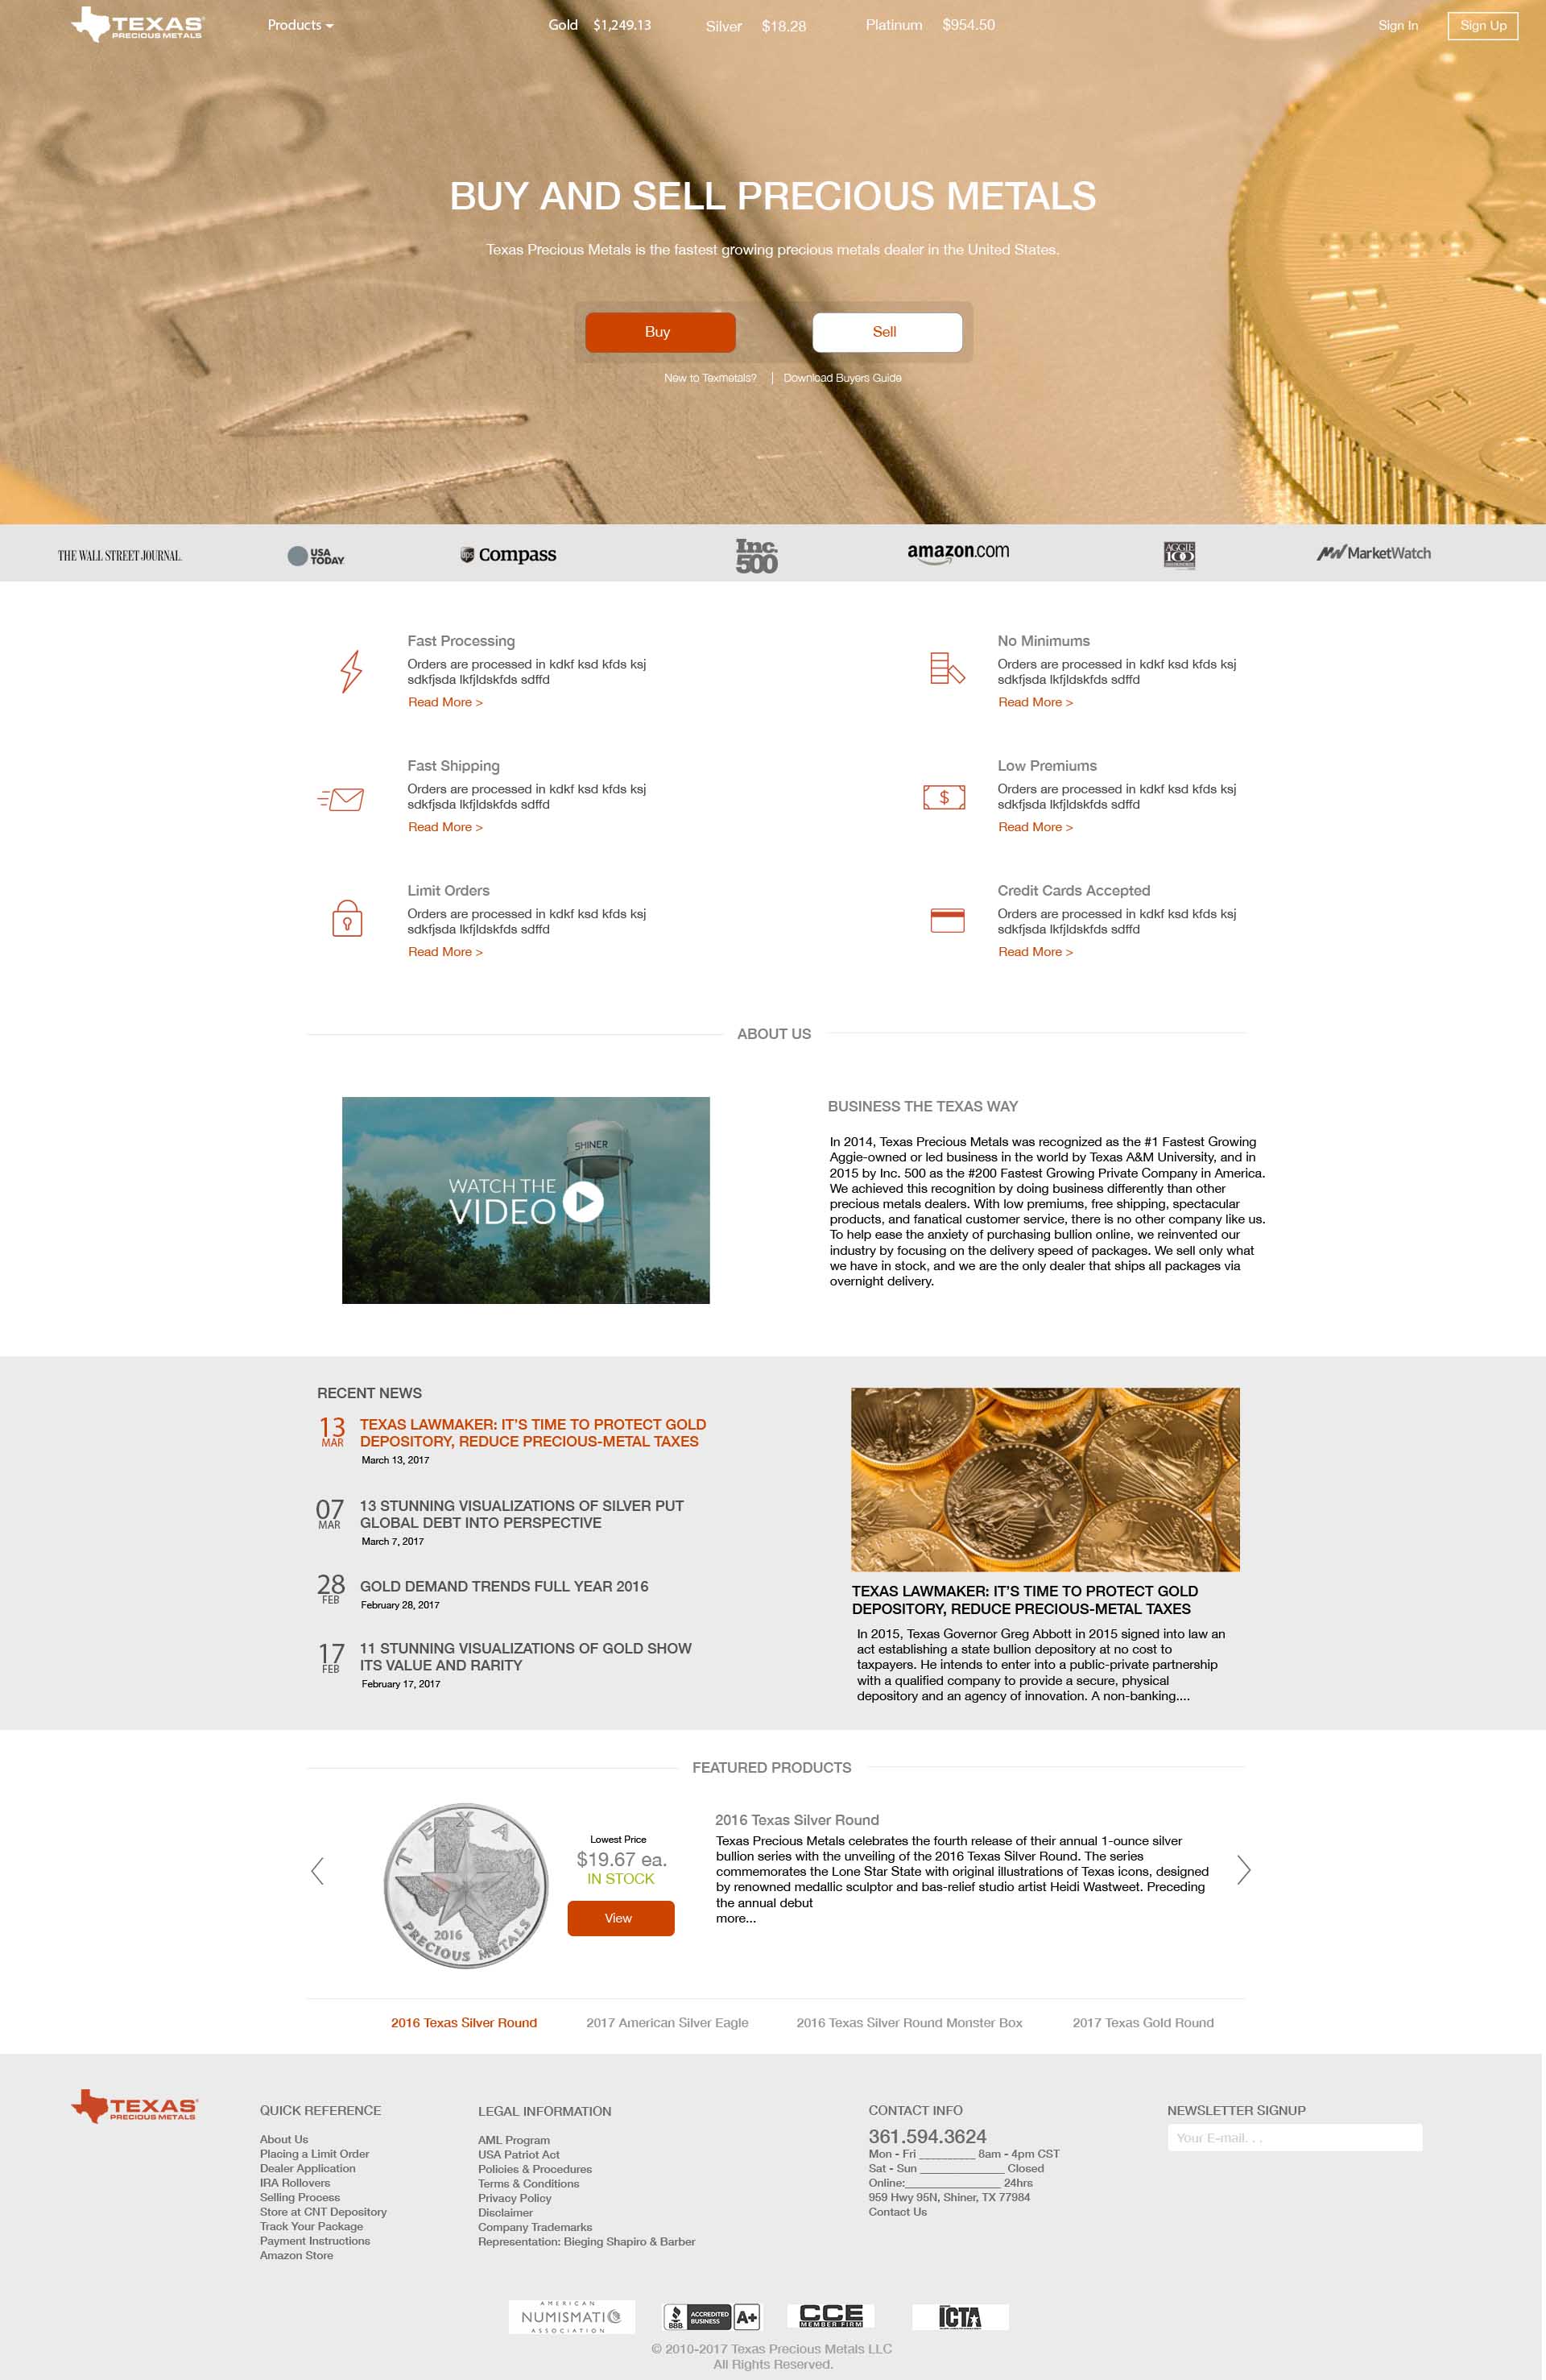 TEXAS
PRECIOUS METALS
Products
Gold $1,249.13
Silver $18.28
Platinum $954.50
Sign In
Sign Up
BUY AND SELL PRECIOUS METALS
Texas Precious Metals is the fastest growing precious metals dealer in the United States.
Buy
Sell
New to Texmetals? | Download Buyers Guide
THE WALL STREET JOURNAL.
USA
TODAY
ups Compass
Inc.
500
amazon.com
AGGIE
100
MarketWatch
Fast Processing
Orders are processed in kdkf ksd kfds ksj
sdkfjsda lkfjldskfds sdffd
Read More >
No Minimums
Orders are processed in kdkf ksd kfds ksj
sdkfjsda lkfjldskfds sdffd
Read More >
Fast Shipping
Orders are processed in kdkf ksd kfds ksj
sdkfjsda lkfjldskfds sdffd
Read More >
Low Premiums
Orders are processed in kdkf ksd kfds ksj
sdkfjsda lkfjldskfds sdffd
Read More >
Limit Orders
Orders are processed in kdkf ksd kfds ksj
sdkfjsda lkfjldskfds sdffd
Read More >
Credit Cards Accepted
Orders are processed in kdkf ksd kfds ksj
sdkfjsda lkfjldskfds sdffd
Read More >
ABOUT US
SHINER
WATCH THE
VIDEO
BUSINESS THE TEXAS WAY
In 2014, Texas Precious Metals was recognized as the #1 Fastest Growing
Aggie-owned or led business in the world by Texas A&M University, and in
2015 by Inc. 500 as the #200 Fastest Growing Private Company in America.
We achieved this recognition by doing business differently than other
precious metals dealers. With low premiums, free shipping, spectacular
products, and fanatical customer service, there is no other company like us.
To help ease the anxiety of purchasing bullion online, we reinvented our
industry by focusing on the delivery speed of packages. We sell only what
we have in stock, and we are the only dealer that ships all packages via
overnight delivery.
RECENT NEWS
13
MAR
TEXAS LAWMAKER: IT'S TIME TO PROTECT GOLD
DEPOSITORY, REDUCE PRECIOUS-METAL TAXES
March 13, 2017
07
MAR
13 STUNNING VISUALIZATIONS OF SILVER PUT
GLOBAL DEBT INTO PERSPECTIVE
March 7, 2017
28
FEB
GOLD DEMAND TRENDS FULL YEAR 2016
February 28, 2017
17
FEB
11 STUNNING VISUALIZATIONS OF GOLD SHOW
ITS VALUE AND RARITY
February 17, 2017
TEXAS LAWMAKER: IT'S TIME TO PROTECT GOLD
DEPOSITORY, REDUCE PRECIOUS-METAL TAXES
In 2015, Texas Governor Greg Abbott in 2015 signed into law an
act establishing a state bullion depository at no cost to
taxpayers. He intends to enter into a public-private partnership
with a qualified company to provide a secure, physical
depository and an agency of innovation. A non-banking....
FEATURED PRODUCTS
TEXAS
2016
PRECIOUS METALS
Lowest Price
$19.67 ea.
IN STOCK
View
2016 Texas Silver Round
Texas Precious Metals celebrates the fourth release of their annual 1-ounce silver
bullion series with the unveiling of the 2016 Texas Silver Round. The series
commemorates the Lone Star State with original illustrations of Texas icons, designed
by renowned medallic sculptor and bas-relief studio artist Heidi Wastweet. Preceding
the annual debut
more...
2016 Texas Silver Round
2017 American Silver Eagle
2016 Texas Silver Round Monster Box
2017 Texas Gold Round
TEXAS
PRECIOUS METALS
QUICK REFERENCE
About Us
Placing a Limit Order
Dealer Application
IRA Rollovers
Selling Process
Store at CNT Depository
Track Your Package
Payment Instructions
Amazon Store
LEGAL INFORMATION
AML Program
USA Patriot Act
Policies & Procedures
Terms & Conditions
Privacy Policy
Disclaimer
Company Trademarks
Representation: Bieging Shapiro & Barber
CONTACT INFO
361.594.3624
Mon - Fri __________ 8am - 4pm CST
Sat - Sun _______________ Closed
Online:_________________ 24hrs
959 Hwy 95N, Shiner, TX 77984
Contact Us
NEWSLETTER SIGNUP
Your E-mail. . .
AMERICAN
NUMISMATIC
ASSOCIATION
BBB ACCREDITED
BUSINESS A+
CCE
MEMBER FIRM
ICTA
© 2010-2017 Texas Precious Metals LLC
All Rights Reserved.